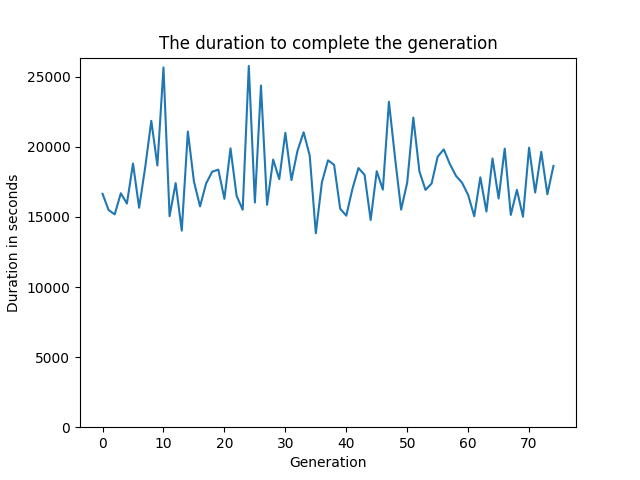 The duration to complete the generation
Duration in seconds
25000
20000
15000
10000
5000
0
0 10 20 30 40 50 60 70
Generation